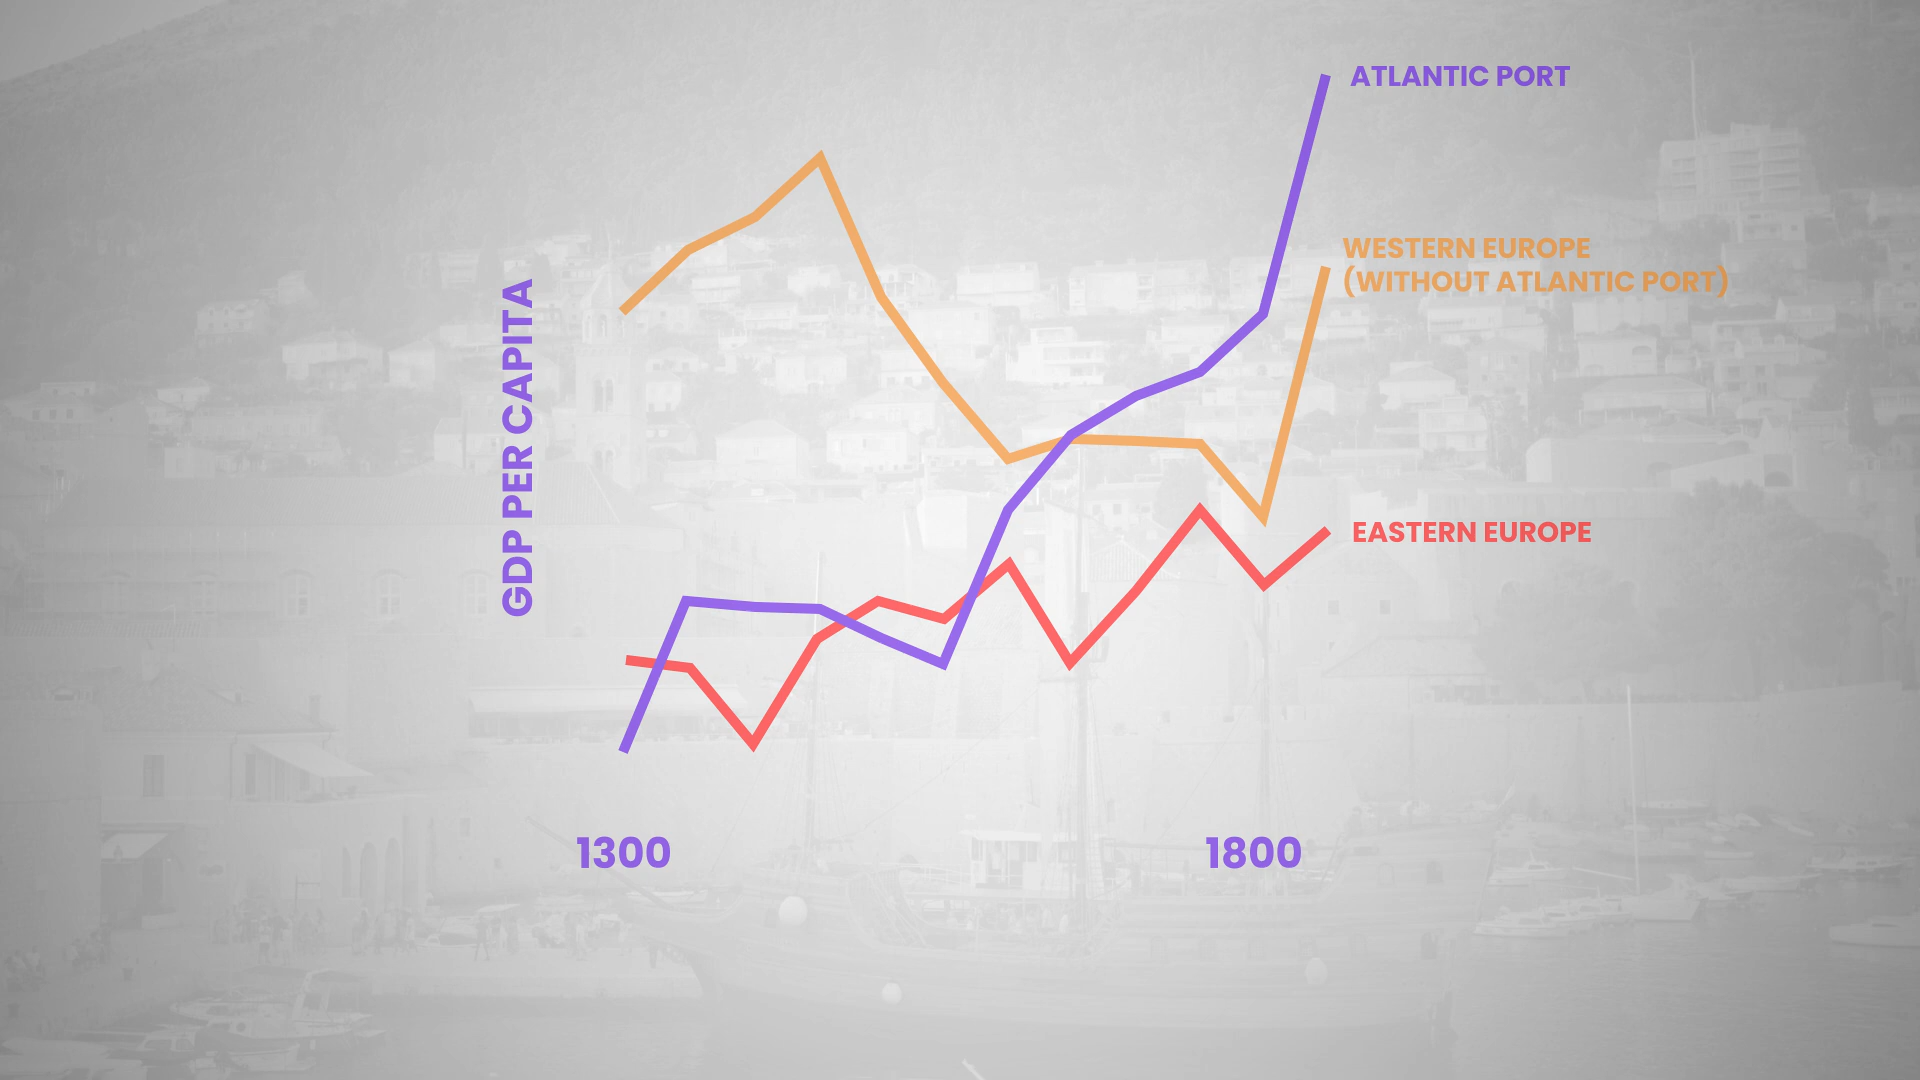 ATLANTIC PORT
WESTERN EUROPE
(WITHOUT ATLANTIC PORT)
GDP PER CAPITA
EASTERN EUROPE
1300
1800